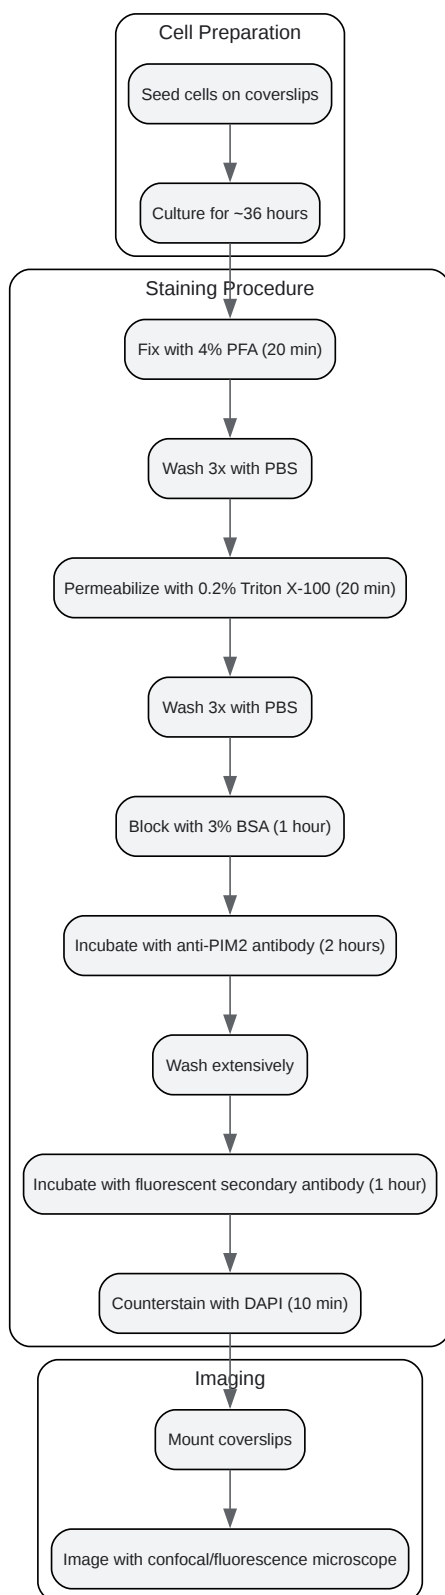 Cell Preparation
Seed cells on coverslips
Culture for ~36 hours
Staining Procedure
Fix with 4% PFA (20 min)
Wash 3x with PBS
Permeabilize with 0.2% Triton X-100 (20 min)
Wash 3x with PBS
Block with 3% BSA (1 hour)
Incubate with anti-PIM2 antibody (2 hours)
Wash extensively
Incubate with fluorescent secondary antibody (1 hour)
Counterstain with DAPI (10 min)
Imaging
Mount coverslips
Image with confocal/fluorescence microscope